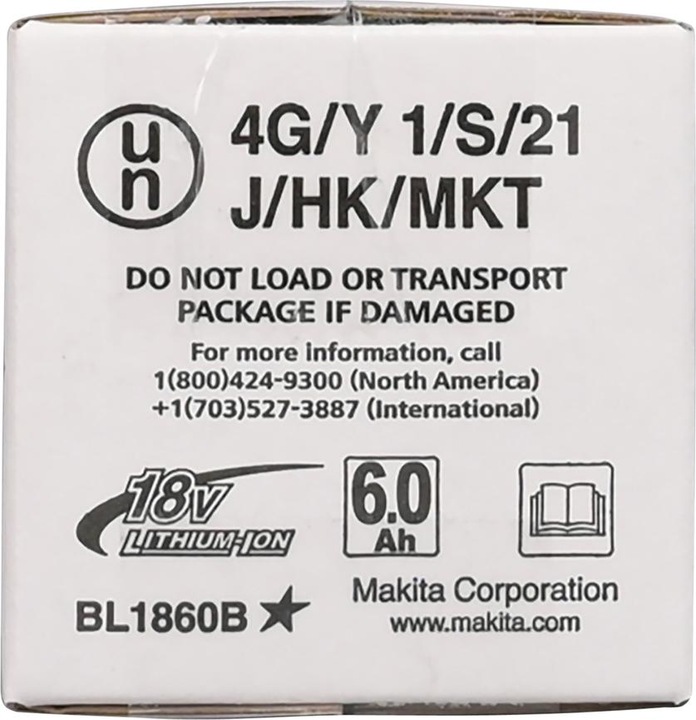 un
4G/Y 1/S/21
J/HK/MKT
DO NOT LOAD OR TRANSPORT
PACKAGE IF DAMAGED
For more information, call
1(800)424-9300 (North America)
+1(703)527-3887 (International)
18V
LITHIUM-ION
6.0
Ah
BL1860B★
Makita Corporation
www.makita.com